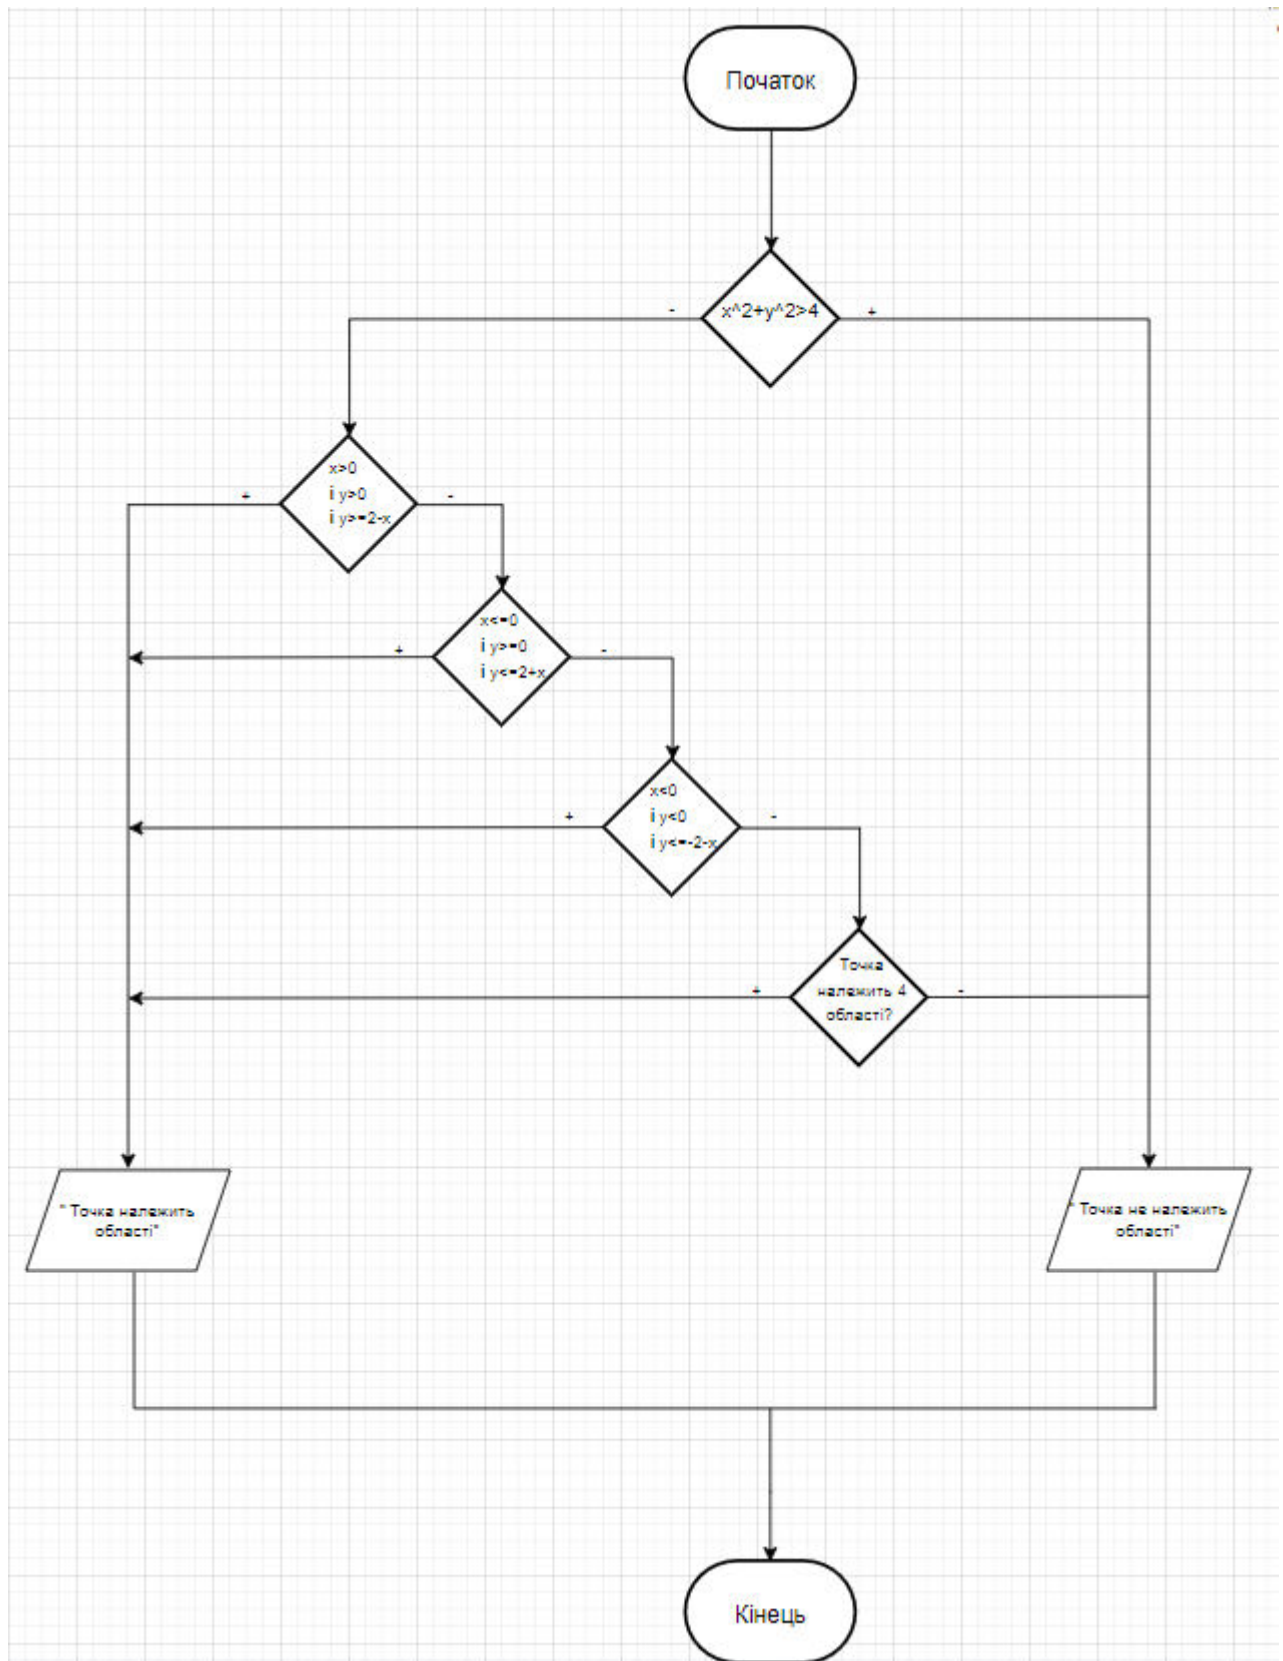 Початок
x^2+y^2>4
-
+
x>0
і y>0
і y>=2-x
+
-
x<=0
і y>=0
і y<=2+x
+
-
x<0
і y<0
і y<=-2-x
+
-
Точка
належить 4
області?
+
-
" Точка належить
області"
" Точка не належить
області"
Кінець